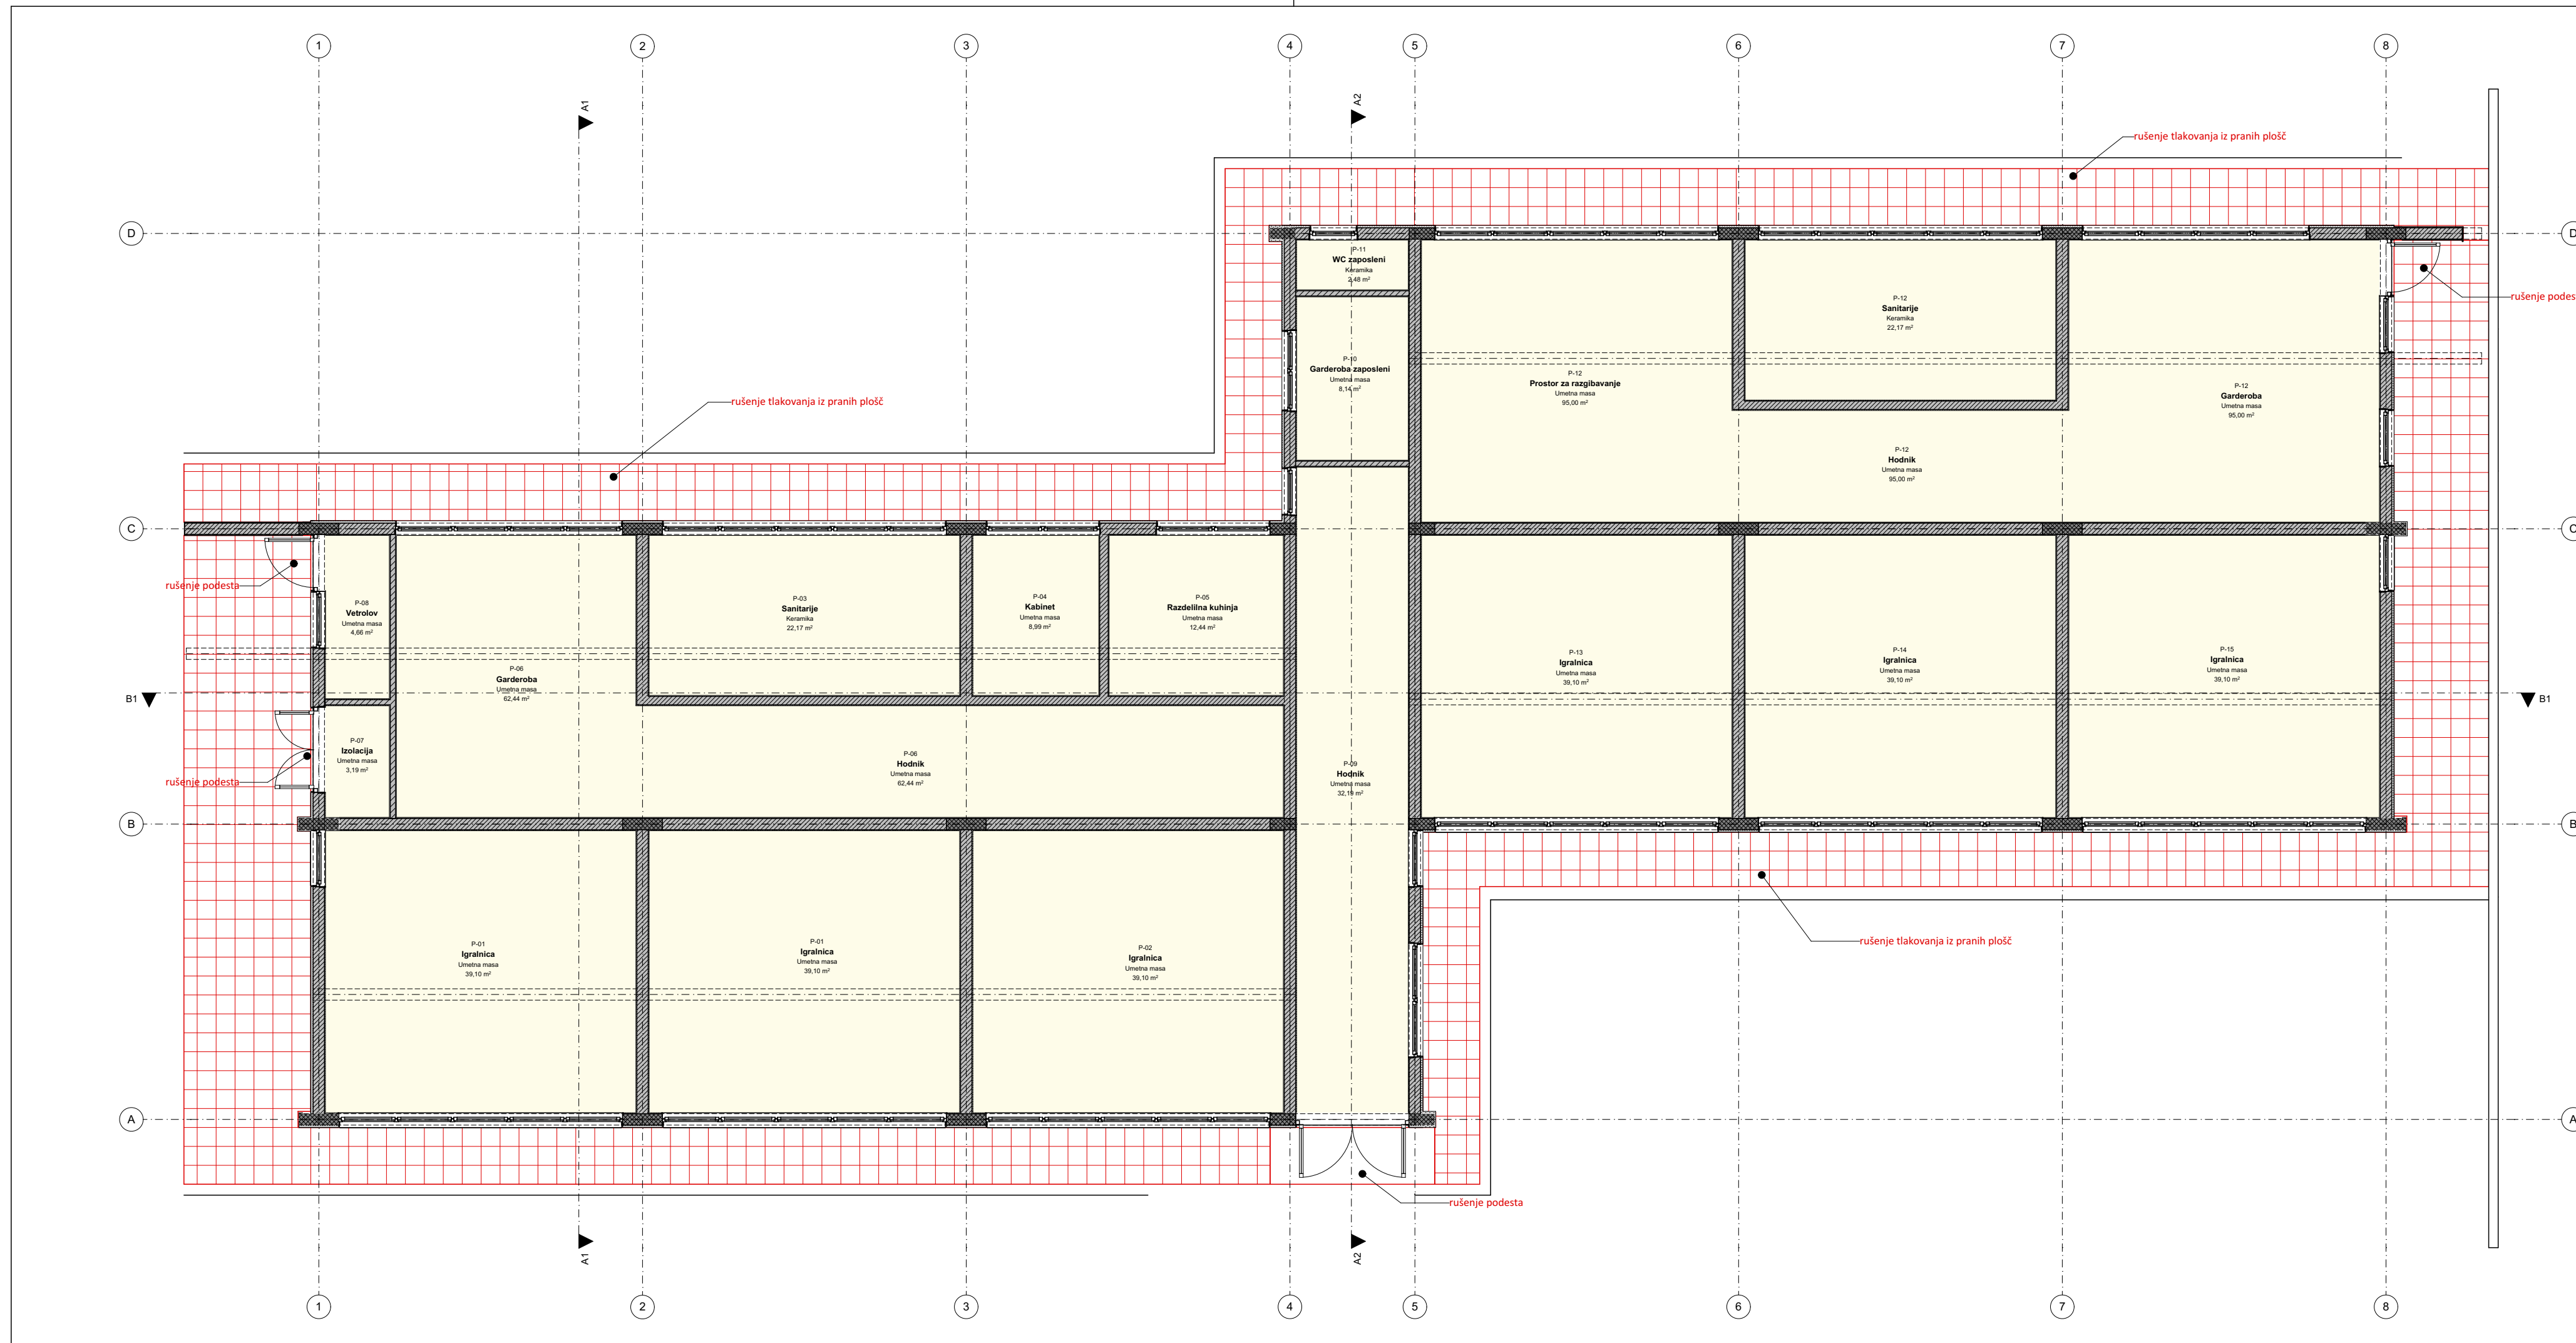 1
2
3
4
5
6
7
8
A1
A2
rušenje tlakovanja iz pranih plošč
D
D
P-11
WC zaposleni
Keramika
2,48 m²
rušenje podes
P-12
Sanitarije
Keramika
22,17 m²
P-10
Garderoba zaposleni
Umetna masa
8,14 m²
P-12
Prostor za razgibavanje
Umetna masa
95,00 m²
P-12
Garderoba
Umetna masa
95,00 m²
rušenje tlakovanja iz pranih plošč
P-12
Hodnik
Umetna masa
95,00 m²
C
C
rušenje podesta
P-08
Vetrolov
Umetna masa
4,66 m²
P-03
Sanitarije
Keramika
22,17 m²
P-04
Kabinet
Umetna masa
8,99 m²
P-05
Razdelilna kuhinja
Umetna masa
12,44 m²
P-06
Garderoba
Umetna masa
62,44 m²
P-13
Igralnica
Umetna masa
39,10 m²
P-14
Igralnica
Umetna masa
39,10 m²
P-15
Igralnica
Umetna masa
39,10 m²
B1
B1
P-07
Izolacija
Umetna masa
3,19 m²
P-06
Hodnik
Umetna masa
62,44 m²
P-09
Hodnik
Umetna masa
32,19 m²
rušenje podesta
B
B
P-01
Igralnica
Umetna masa
39,10 m²
P-01
Igralnica
Umetna masa
39,10 m²
P-02
Igralnica
Umetna masa
39,10 m²
rušenje tlakovanja iz pranih plošč
A
A
rušenje podesta
A1
A2
1
2
3
4
5
6
7
8